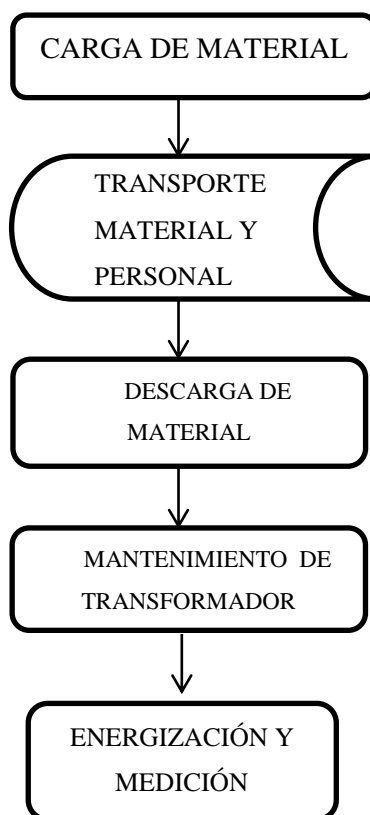 CARGA DE MATERIAL
TRANSPORTE
MATERIAL Y
PERSONAL
DESCARGA DE
MATERIAL
MANTENIMIENTO DE
TRANSFORMADOR
ENERGIZACIÓN Y
MEDICIÓN